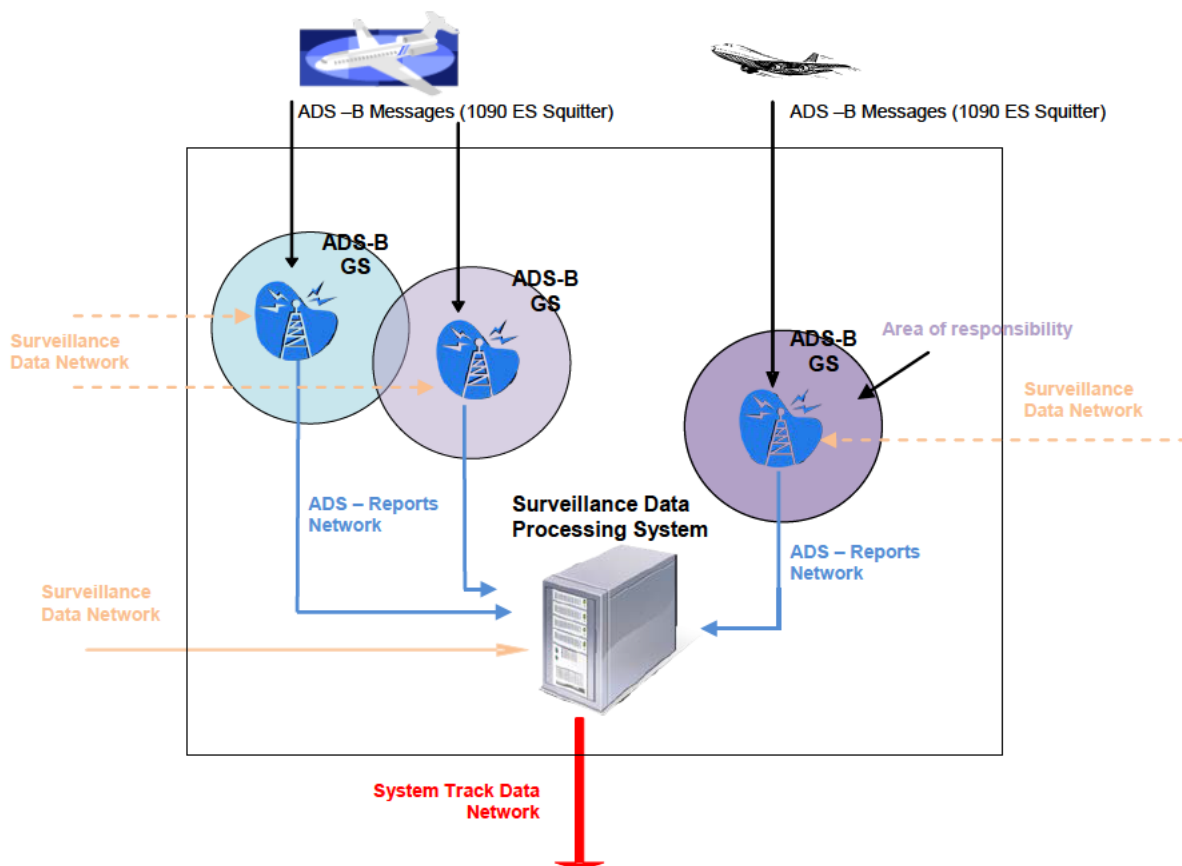 ADS –B Messages (1090 ES Squitter)
ADS –B Messages (1090 ES Squitter)
ADS-B
GS
ADS-B
GS
ADS-B
GS
Area of responsibility
Surveillance
Data Network
Surveillance
Data Network
ADS – Reports
Network
Surveillance Data
Processing System
ADS – Reports
Network
Surveillance
Data Network
System Track Data
Network